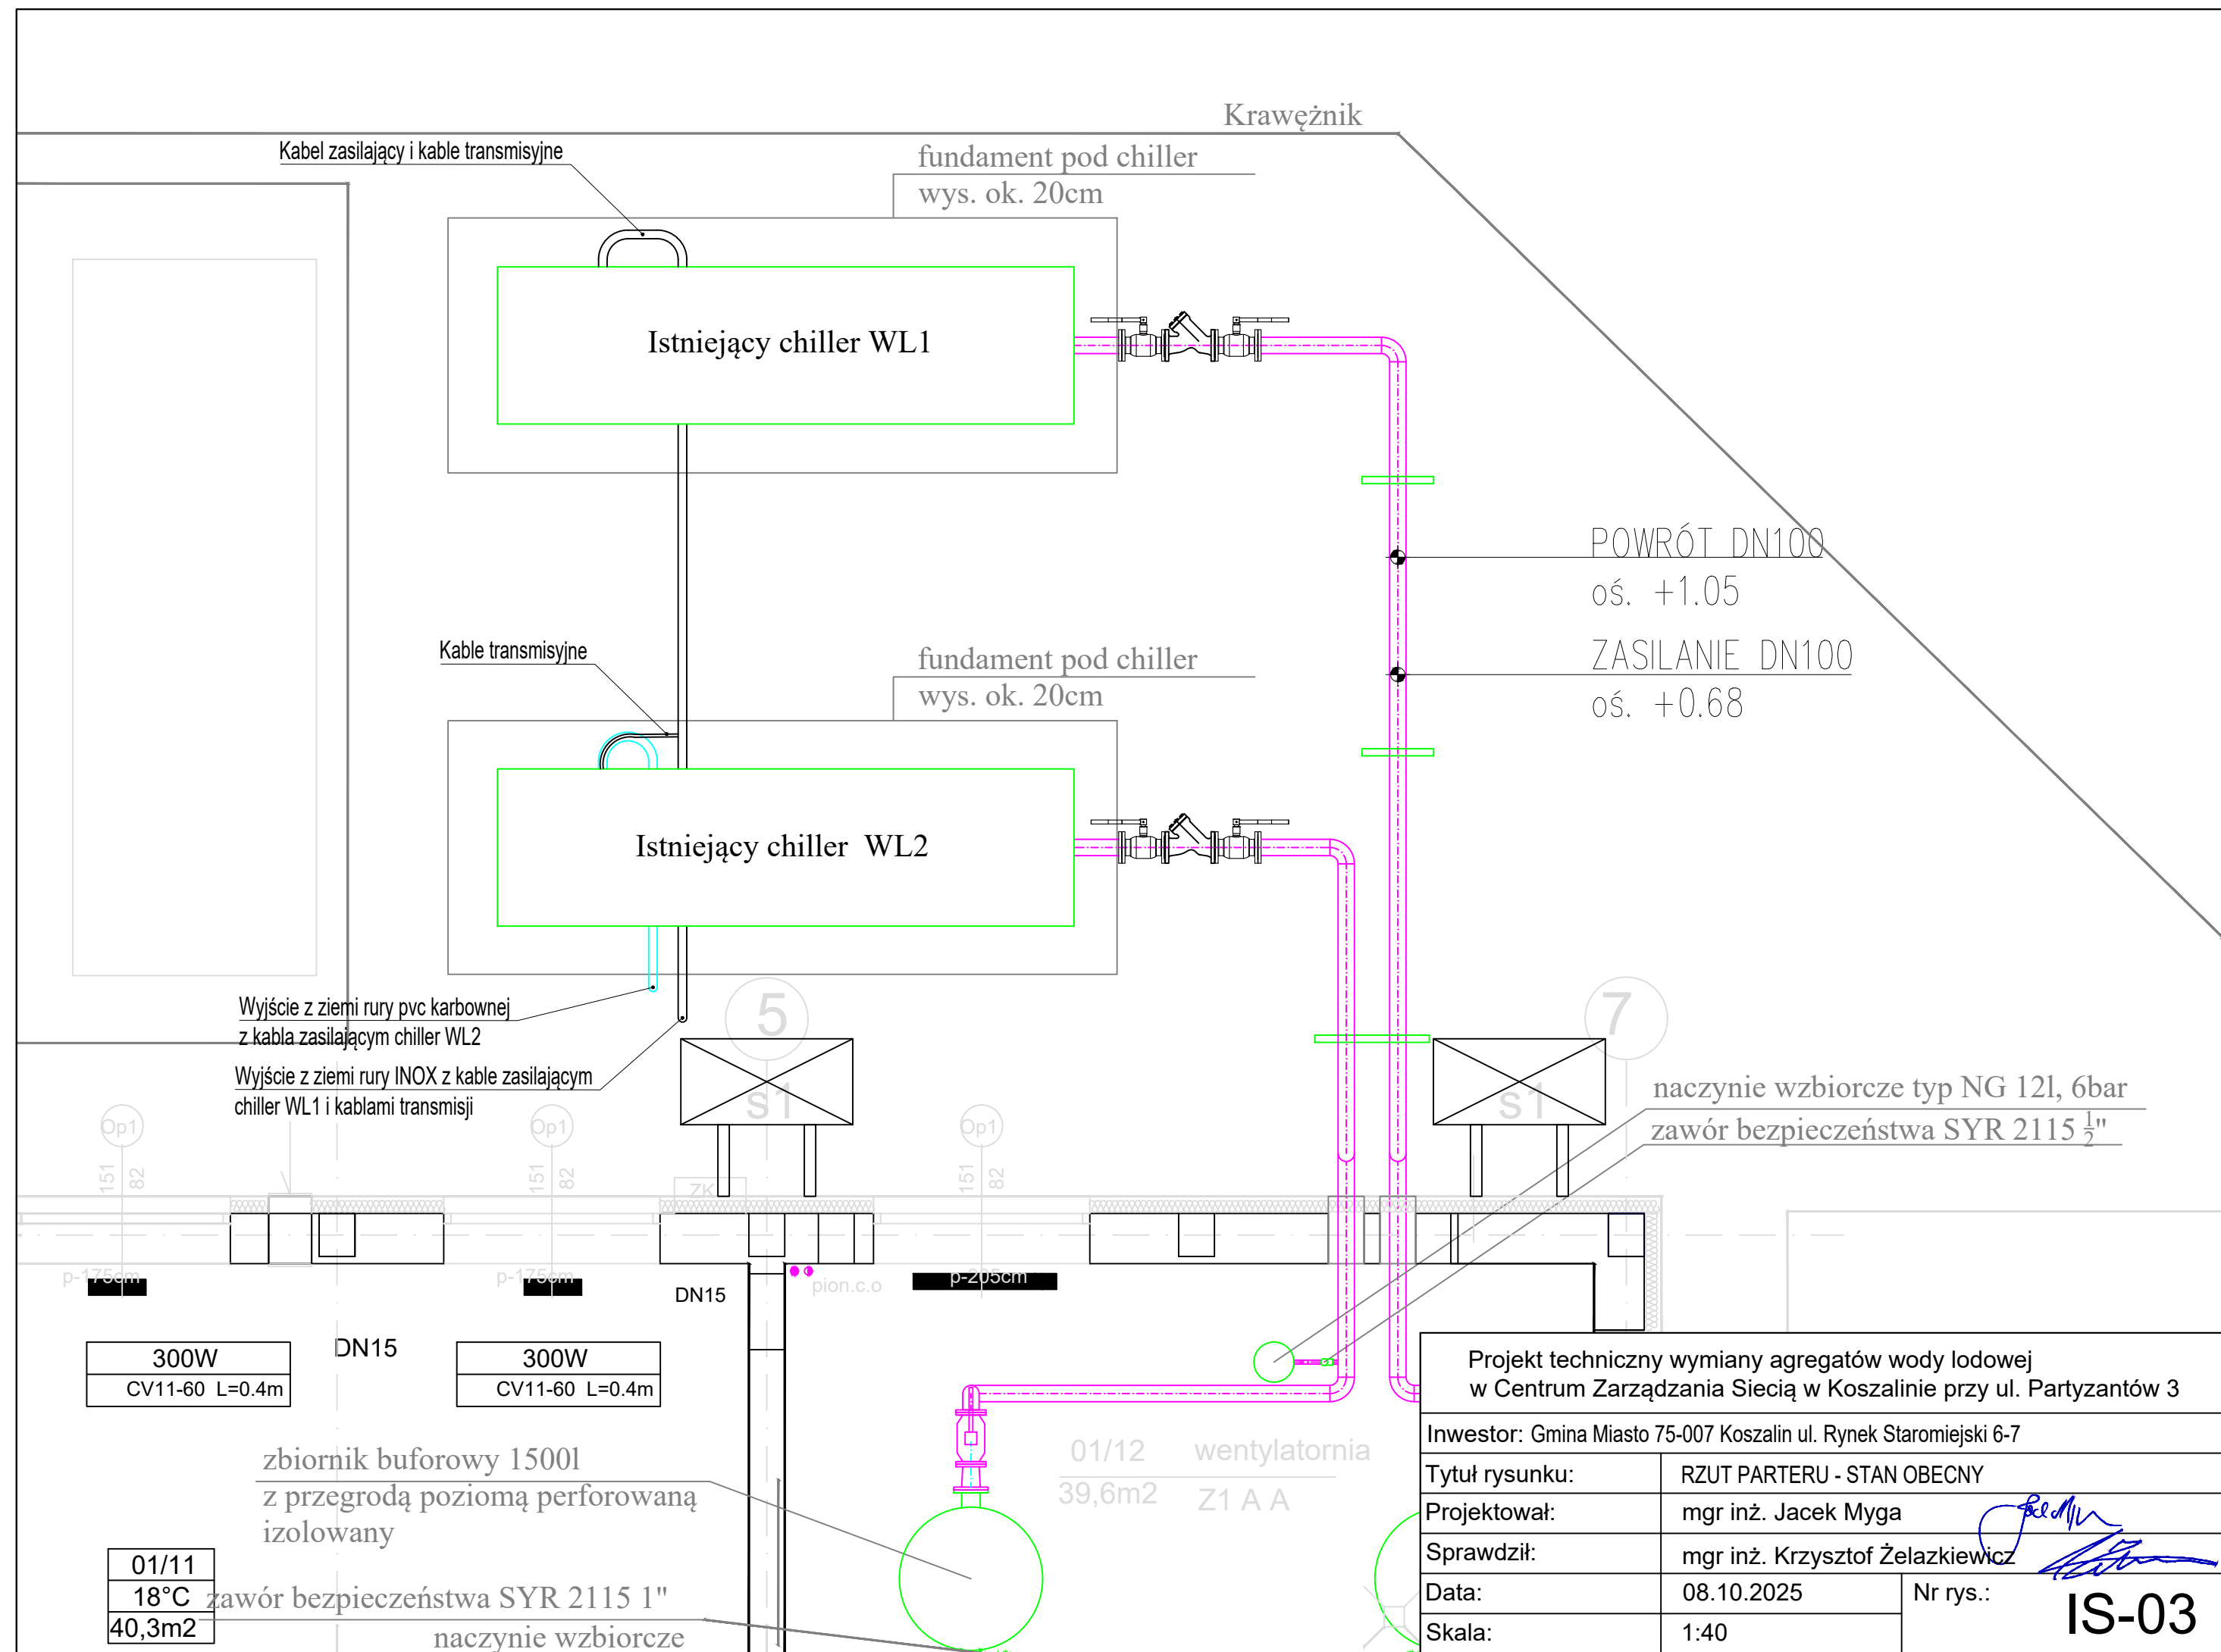 Krawężnik
Kabel zasilający i kable transmisyjne
fundament pod chiller
wys. ok. 20cm
Istniejący chiller WL1
POWRÓT DN100
oś. +1.05
ZASILANIE DN100
oś. +0.68
Kable transmisyjne
fundament pod chiller
wys. ok. 20cm
Istniejący chiller WL2
Wyjście z ziemi rury pvc karbownej
z kabla zasilającym chiller WL2
Wyjście z ziemi rury INOX z kable zasilającym
chiller WL1 i kablami transmisji
5
7
s1
s1
naczynie wzbiorcze typ NG 12l, 6bar
zawór bezpieczeństwa SYR 2115 ½"
Op1
151
82
Op1
151
82
Op1
151
82
ZK
p-175cm
p-175cm
DN15
pion.c.o
p-205cm
300W
CV11-60 L=0.4m
DN15
300W
CV11-60 L=0.4m
01/12 wentylatornia
39,6m2 Z1 A A
zbiornik buforowy 1500l
z przegrodą poziomą perforowaną
izolowany
01/11
18°C
40,3m2
zawór bezpieczeństwa SYR 2115 1"
naczynie wzbiorcze
Projekt techniczny wymiany agregatów wody lodowej
w Centrum Zarządzania Siecią w Koszalinie przy ul. Partyzantów 3
Inwestor: Gmina Miasto 75-007 Koszalin ul. Rynek Staromiejski 6-7
Tytuł rysunku: RZUT PARTERU - STAN OBECNY
Projektował: mgr inż. Jacek Myga
Sprawdził: mgr inż. Krzysztof Żelazkiewicz
Data: 08.10.2025
Nr rys.: IS-03
Skala: 1:40